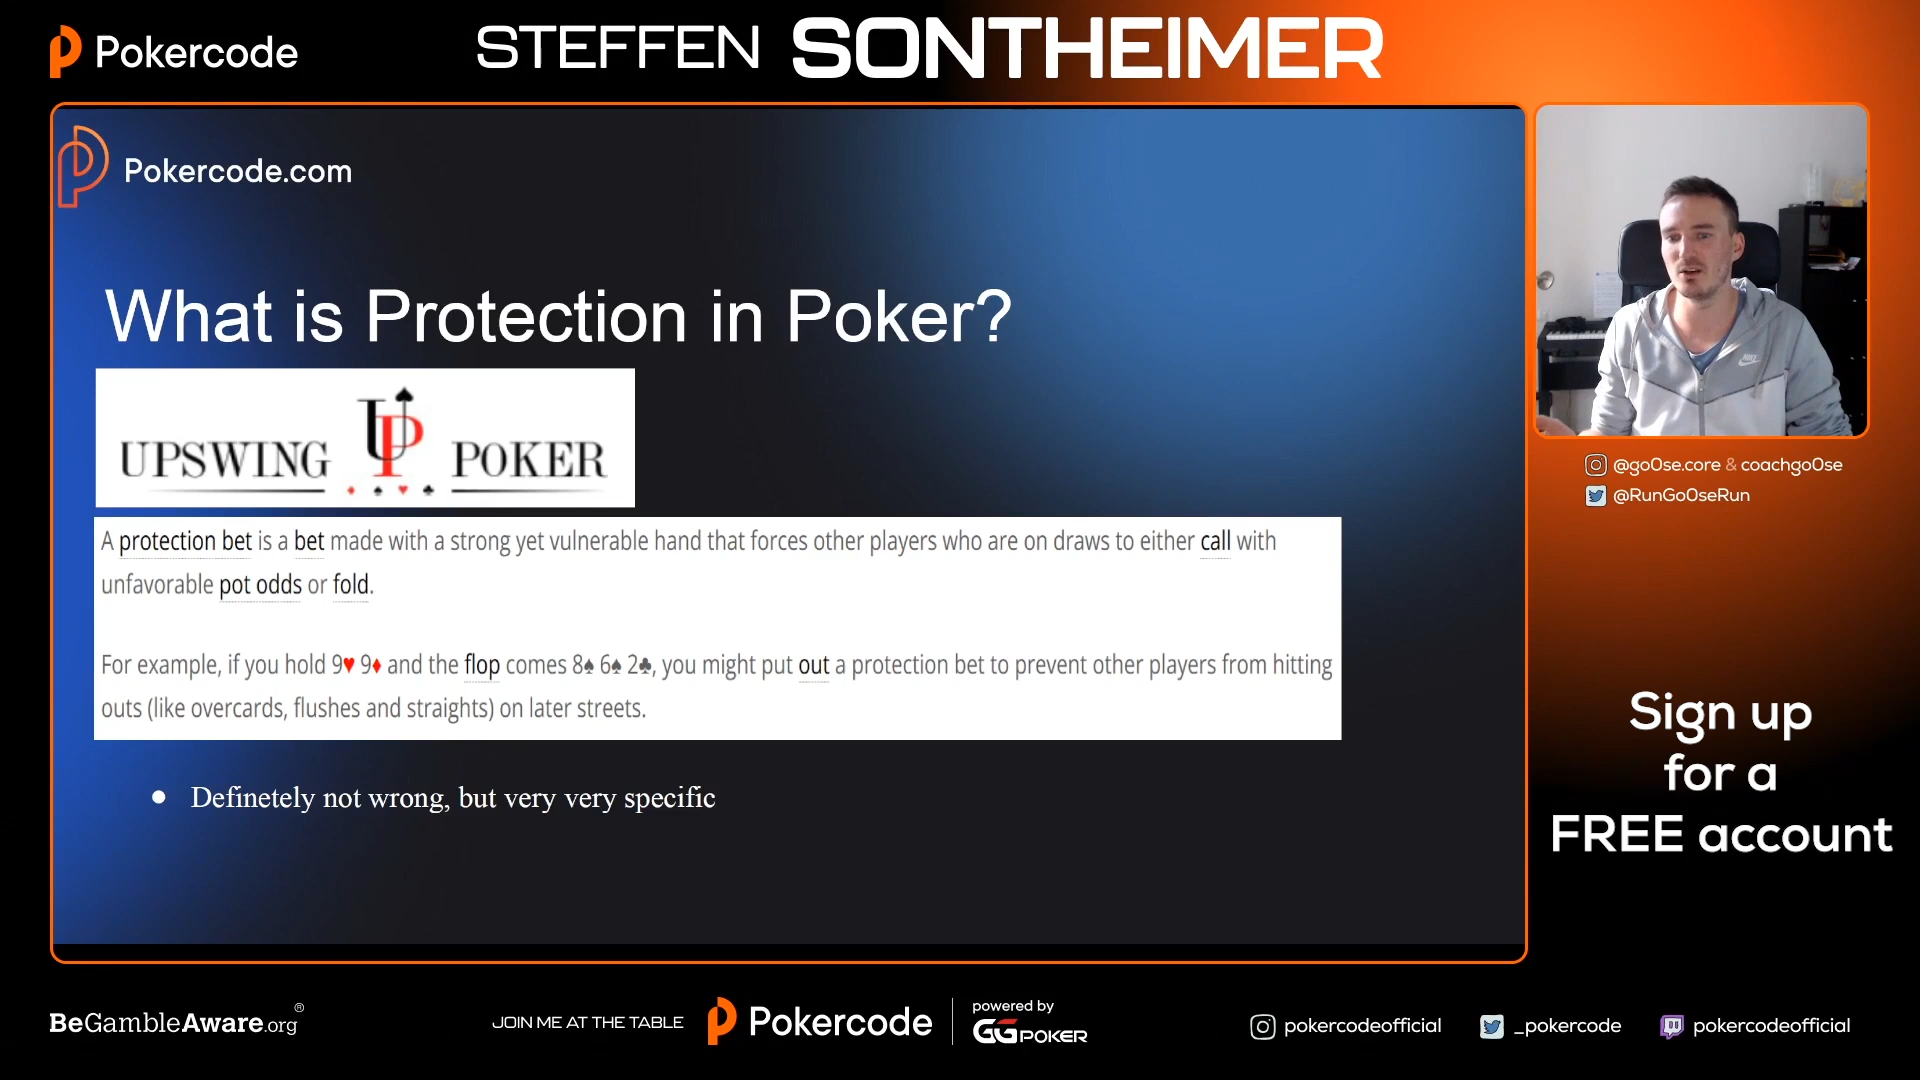 Pokercode
STEFFEN SONTHEIMER
Pokercode.com
What is Protection in Poker?
UPSWING UP POKER
A protection bet is a bet made with a strong yet vulnerable hand that forces other players who are on draws to either call with
unfavorable pot odds or fold.
For example, if you hold 9♥ 9♦ and the flop comes 8♠ 6♠ 2♣, you might put out a protection bet to prevent other players from hitting
outs (like overcards, flushes and straights) on later streets.
● Definetely not wrong, but very very specific
NIKE
@go0se.core & coachgo0se
@RunGo0seRun
Sign up
for a
FREE account
BeGambleAware.org®
JOIN ME AT THE TABLE
Pokercode
powered by
GGPOKER
pokercodeofficial
_pokercode
pokercodeofficial